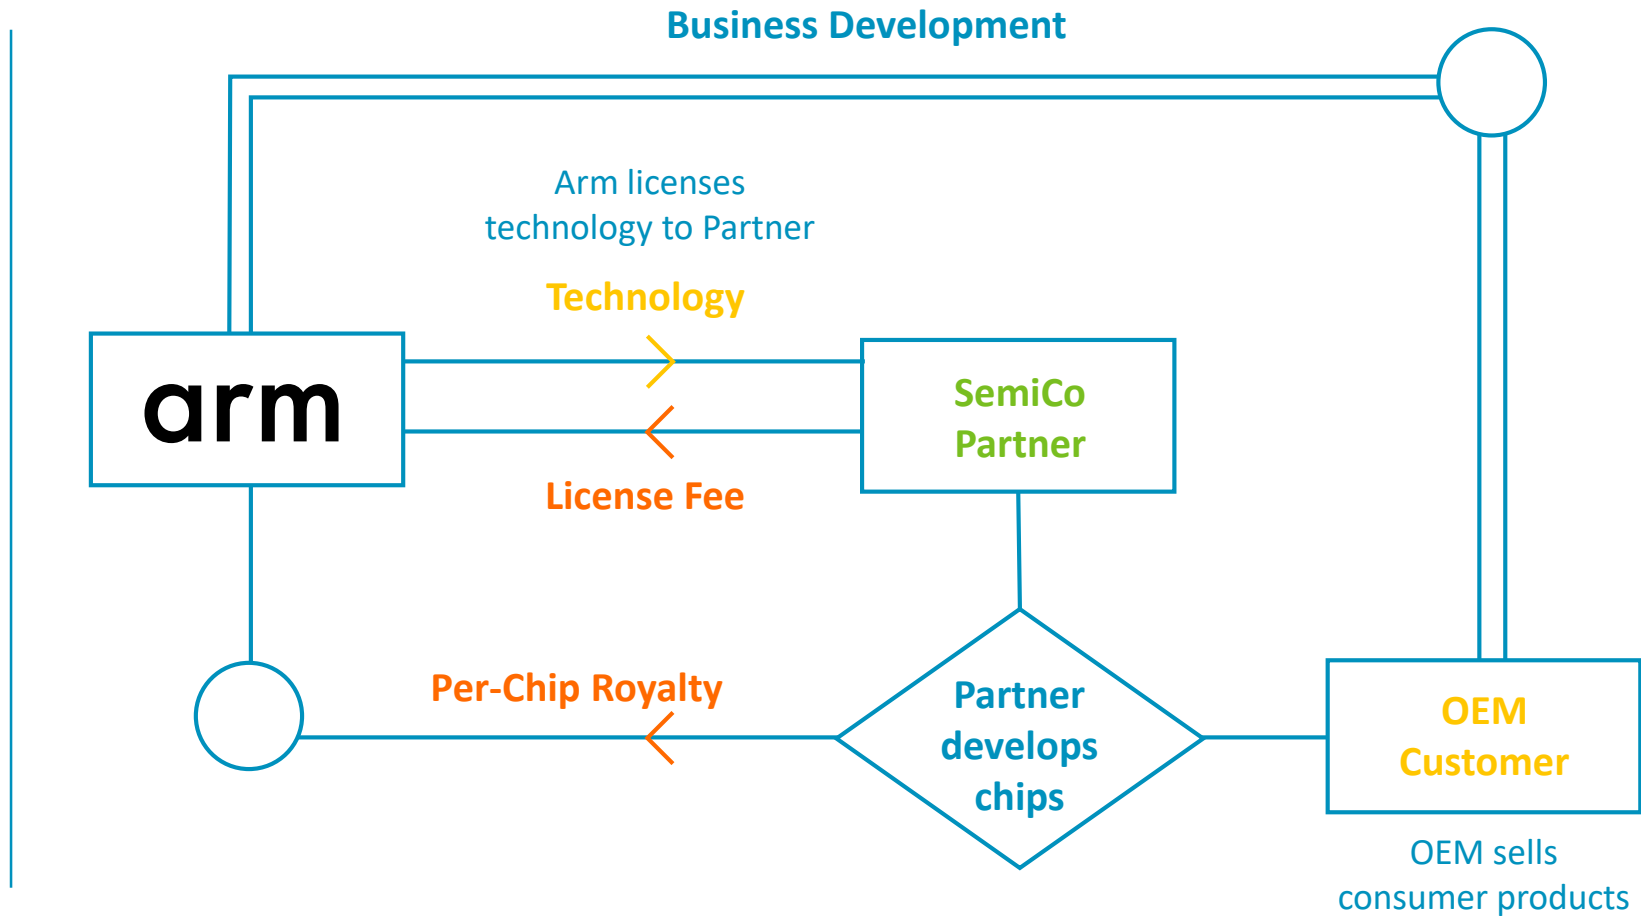 Business Development
Arm licenses
technology to Partner
Technology
arm
SemiCo
Partner
License Fee
Per-Chip Royalty
Partner
develops
chips
OEM
Customer
OEM sells
consumer products